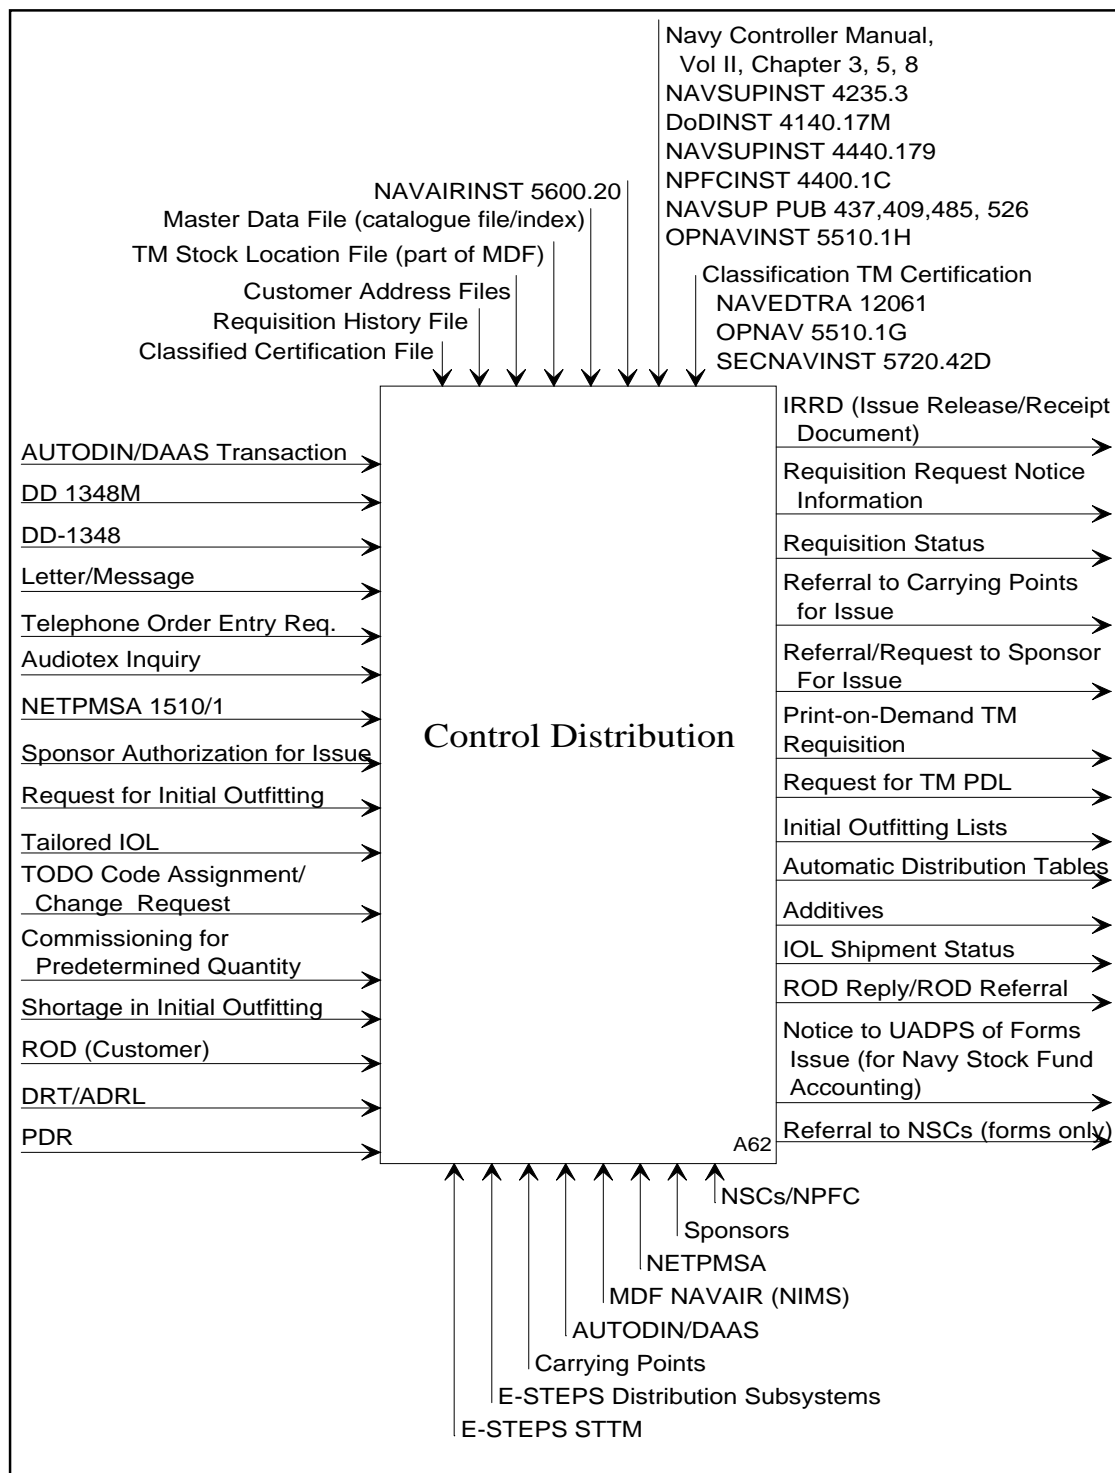 Navy Controller Manual,
Vol II, Chapter 3, 5, 8
NAVSUPINST 4235.3
DoDINST 4140.17M
NAVSUPINST 4440.179
NPFCINST 4400.1C
NAVSUP PUB 437,409,485, 526
OPNAVINST 5510.1H
NAVAIRINST 5600.20
Master Data File (catalogue file/index)
TM Stock Location File (part of MDF)
Customer Address Files
Requisition History File
Classified Certification File
Classification TM Certification
NAVEDTRA 12061
OPNAV 5510.1G
SECNAVINST 5720.42D
AUTODIN/DAAS Transaction
DD 1348M
DD-1348
Letter/Message
Telephone Order Entry Req.
Audiotex Inquiry
NETPMSA 1510/1
Sponsor Authorization for Issue
Request for Initial Outfitting
Tailored IOL
TODO Code Assignment/
Change Request
Commissioning for
Predetermined Quantity
Shortage in Initial Outfitting
ROD (Customer)
DRT/ADRL
PDR
Control Distribution
A62
IRRD (Issue Release/Receipt
Document)
Requisition Request Notice
Information
Requisition Status
Referral to Carrying Points
for Issue
Referral/Request to Sponsor
For Issue
Print-on-Demand TM
Requisition
Request for TM PDL
Initial Outfitting Lists
Automatic Distribution Tables
Additives
IOL Shipment Status
ROD Reply/ROD Referral
Notice to UADPS of Forms
Issue (for Navy Stock Fund
Accounting)
Referral to NSCs (forms only)
NSCs/NPFC
Sponsors
NETPMSA
MDF NAVAIR (NIMS)
AUTODIN/DAAS
Carrying Points
E-STEPS Distribution Subsystems
E-STEPS STTM